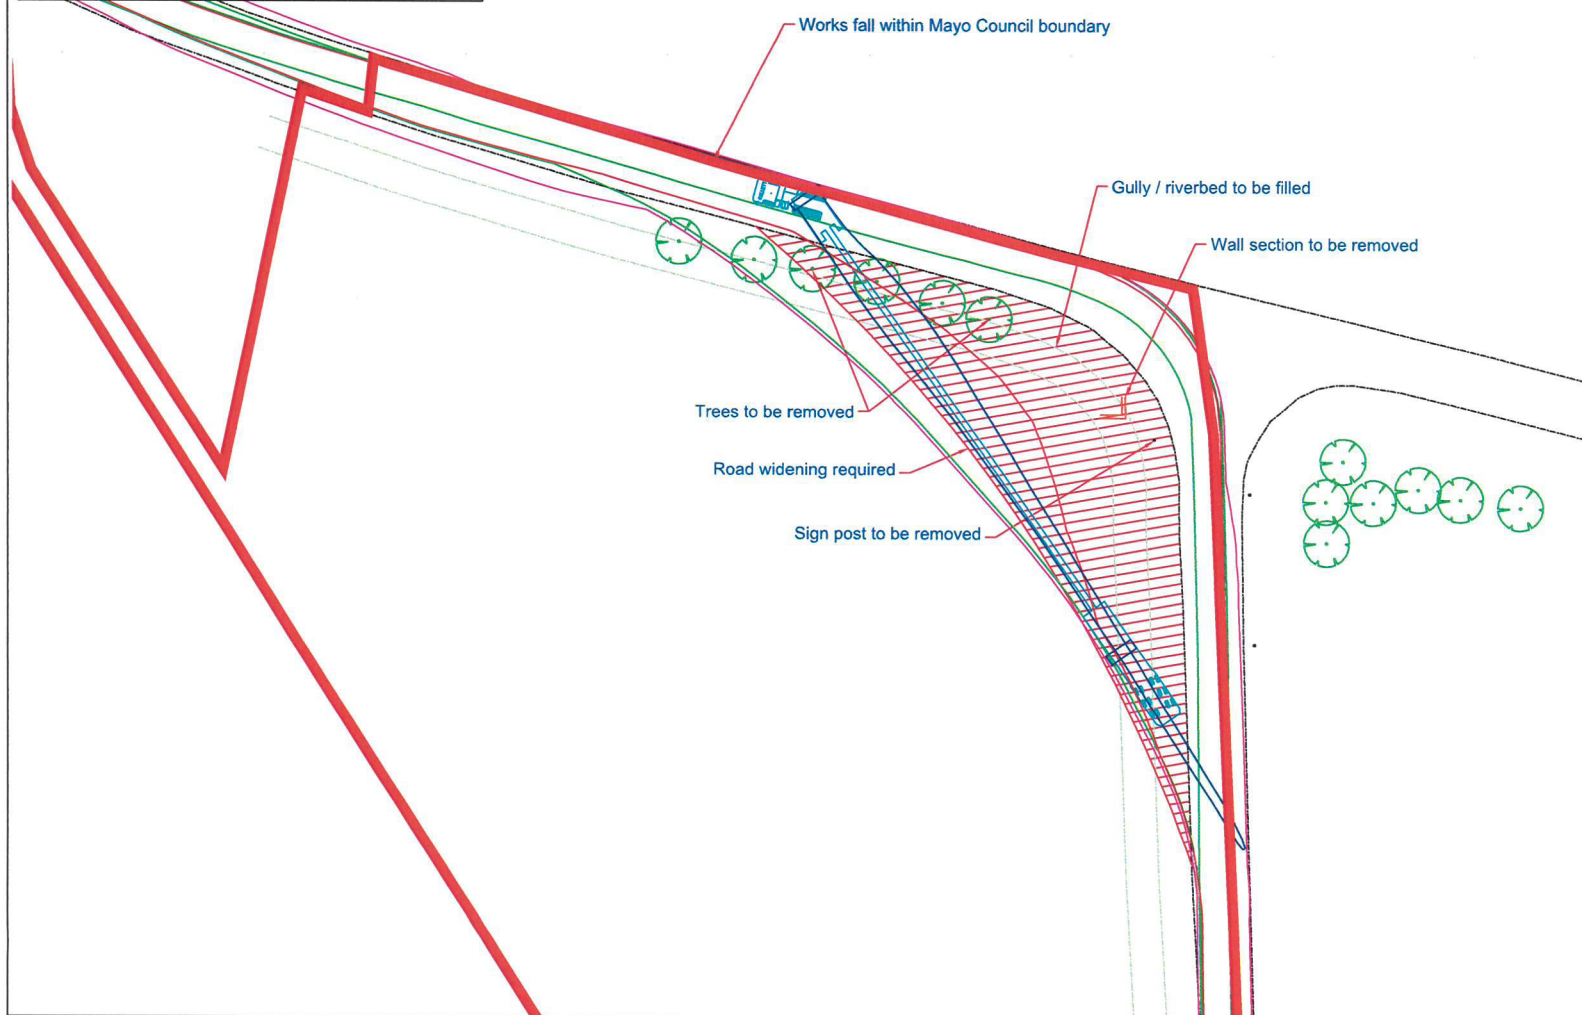 Works fall within Mayo Council boundary
Gully / riverbed to be filled
Wall section to be removed
Trees to be removed
Road widening required
Sign post to be removed